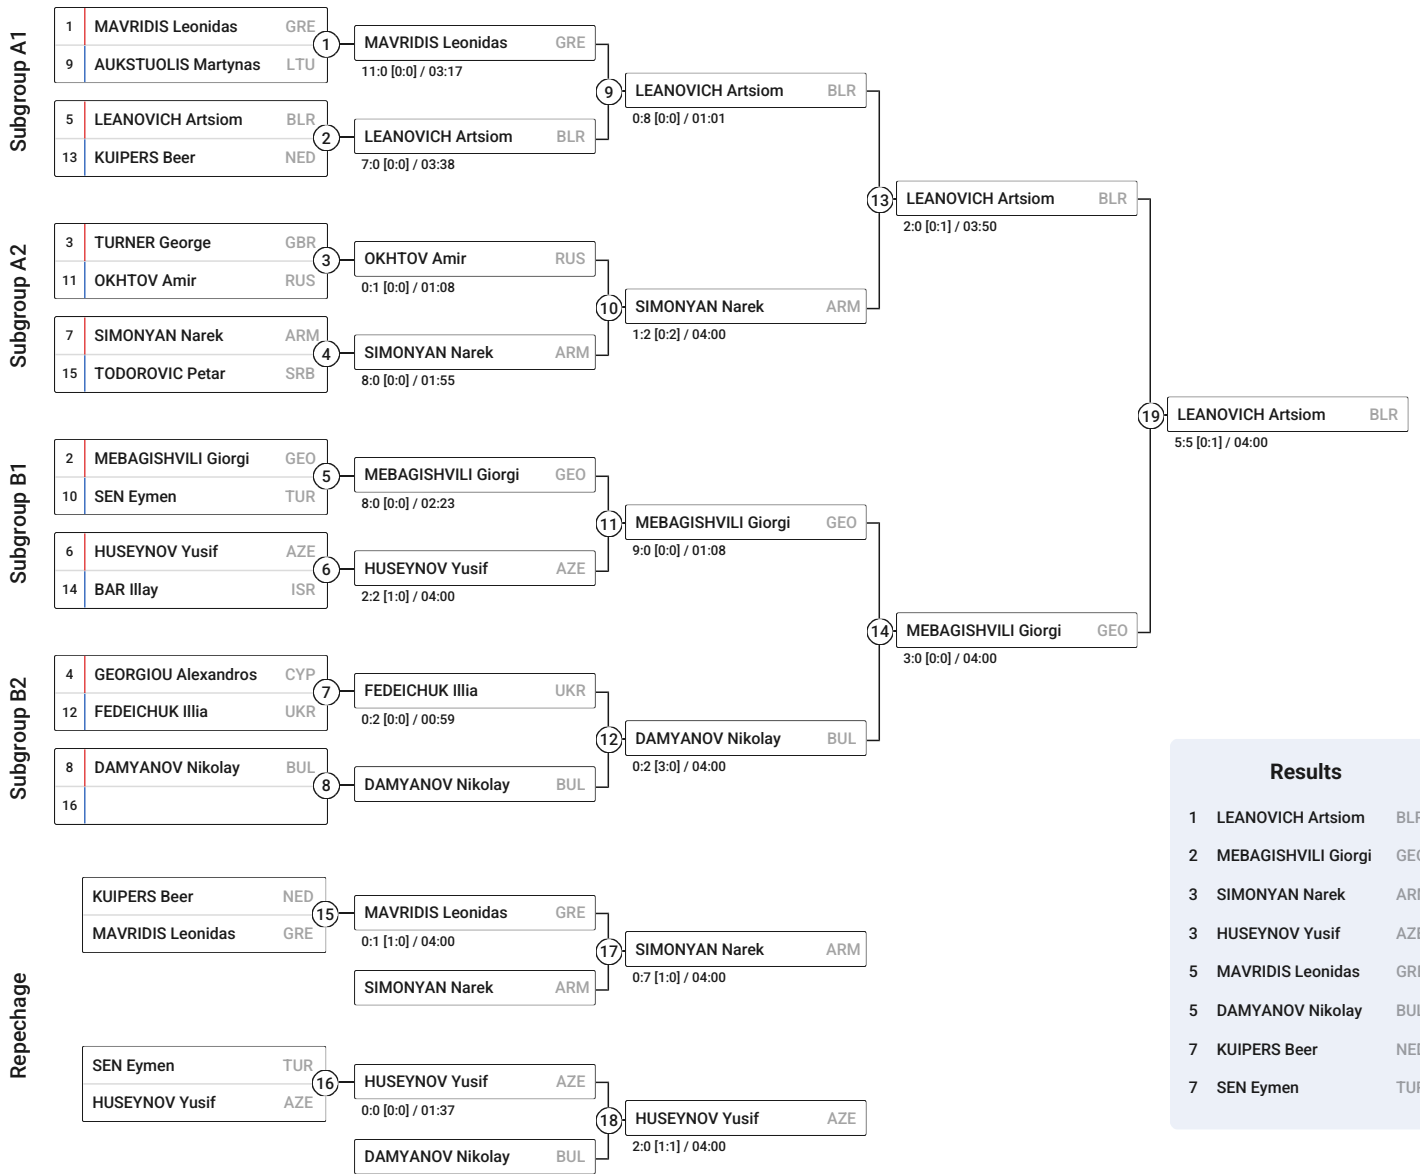 Subgroup A1
1 MAVRIDIS Leonidas GRE
9 AUKSTUOLIS Martynas LTU
1
5 LEANOVICH Artsiom BLR
13 KUIPERS Beer NED
2
MAVRIDIS Leonidas GRE
11:0 [0:0] / 03:17
LEANOVICH Artsiom BLR
7:0 [0:0] / 03:38
9
LEANOVICH Artsiom BLR
0:8 [0:0] / 01:01
Subgroup A2
3 TURNER George GBR
11 OKHTOV Amir RUS
3
7 SIMONYAN Narek ARM
15 TODOROVIC Petar SRB
4
OKHTOV Amir RUS
0:1 [0:0] / 01:08
SIMONYAN Narek ARM
8:0 [0:0] / 01:55
10
SIMONYAN Narek ARM
1:2 [0:2] / 04:00
13
LEANOVICH Artsiom BLR
2:0 [0:1] / 03:50
Subgroup B1
2 MEBAGISHVILI Giorgi GEO
10 SEN Eymen TUR
5
6 HUSEYNOV Yusif AZE
14 BAR Illay ISR
6
MEBAGISHVILI Giorgi GEO
8:0 [0:0] / 02:23
HUSEYNOV Yusif AZE
2:2 [1:0] / 04:00
11
MEBAGISHVILI Giorgi GEO
9:0 [0:0] / 01:08
Subgroup B2
4 GEORGIOU Alexandros CYP
12 FEDEICHUK Illia UKR
7
8 DAMYANOV Nikolay BUL
16
8
FEDEICHUK Illia UKR
0:2 [0:0] / 00:59
DAMYANOV Nikolay BUL
12
DAMYANOV Nikolay BUL
0:2 [3:0] / 04:00
14
MEBAGISHVILI Giorgi GEO
3:0 [0:0] / 04:00
19
LEANOVICH Artsiom BLR
5:5 [0:1] / 04:00
Repechage
KUIPERS Beer NED
MAVRIDIS Leonidas GRE
15
MAVRIDIS Leonidas GRE
0:1 [1:0] / 04:00
SIMONYAN Narek ARM
17
SIMONYAN Narek ARM
0:7 [1:0] / 04:00
SEN Eymen TUR
HUSEYNOV Yusif AZE
16
HUSEYNOV Yusif AZE
0:0 [0:0] / 01:37
DAMYANOV Nikolay BUL
18
HUSEYNOV Yusif AZE
2:0 [1:1] / 04:00
Results
1 LEANOVICH Artsiom BLR
2 MEBAGISHVILI Giorgi GEO
3 SIMONYAN Narek ARM
3 HUSEYNOV Yusif AZE
5 MAVRIDIS Leonidas GRE
5 DAMYANOV Nikolay BUL
7 KUIPERS Beer NED
7 SEN Eymen TUR